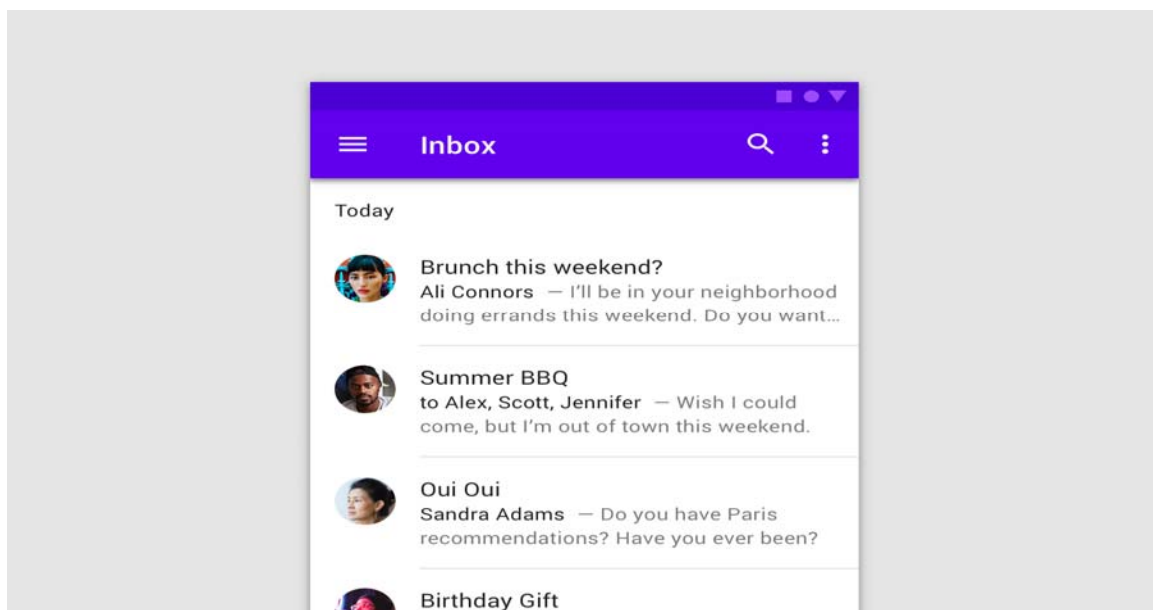 Inbox
Today
Brunch this weekend?
Ali Connors — I’ll be in your neighborhood
doing errands this weekend. Do you want…
Summer BBQ
to Alex, Scott, Jennifer — Wish I could
come, but I’m out of town this weekend.
Oui Oui
Sandra Adams — Do you have Paris
recommendations? Have you ever been?
Birthday Gift